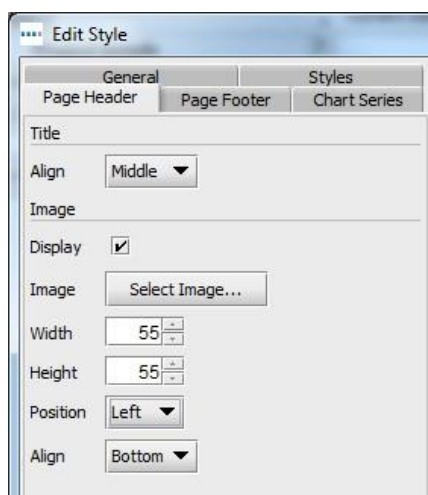 Edit Style
General Styles
Page Header Page Footer Chart Series
Title
Align Middle
Image
Display
Image Select Image...
Width 55
Height 55
Position Left
Align Bottom